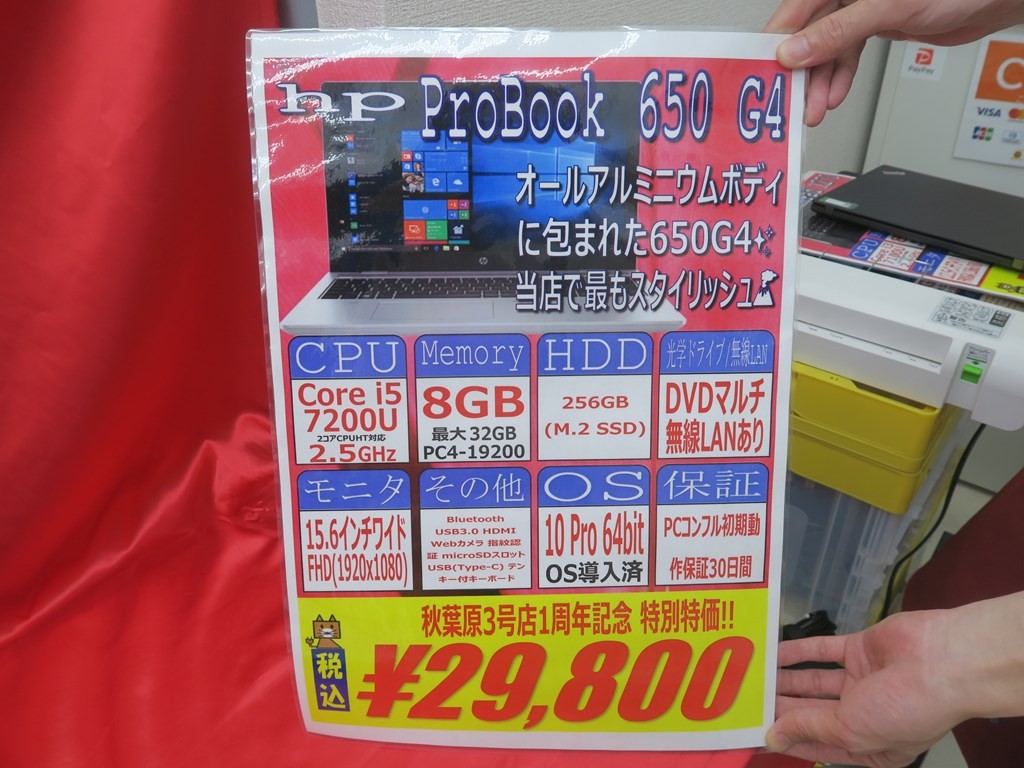 hp ProBook 650 G4
オールアルミニウムボディ
に包まれた650G4
当店で最もスタイリッシュ
CPU
Core i5
7200U
2コアCPUHT対応
2.5GHz
Memory
8GB
最大32GB
PC4-19200
HDD
256GB
(M.2 SSD)
光学ドライブ/無線LAN
DVDマルチ
無線LANあり
モニタ
15.6インチワイド
FHD(1920x1080)
その他
Bluetooth
USB3.0 HDMI
Webカメラ 指紋認
証 microSDスロット
USB(Type-C) テン
キー付キーボード
OS
10 Pro 64bit
OS導入済
保証
PCコンフル初期動
作保証30日間
秋葉原3号店1周年記念 特別特価!!
税込
¥29,800
PayPay
VISA
JCB
CPU